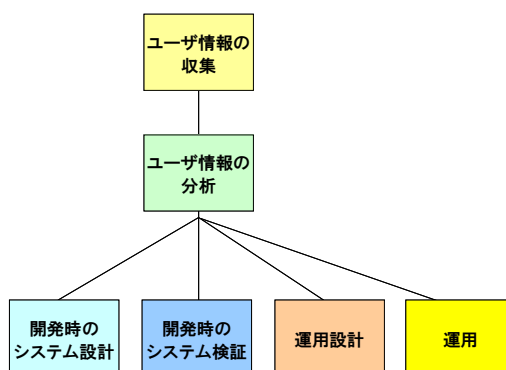 ユーザ情報の
収集
ユーザ情報の
分析
開発時の
システム設計
開発時の
システム検証
運用設計
運用